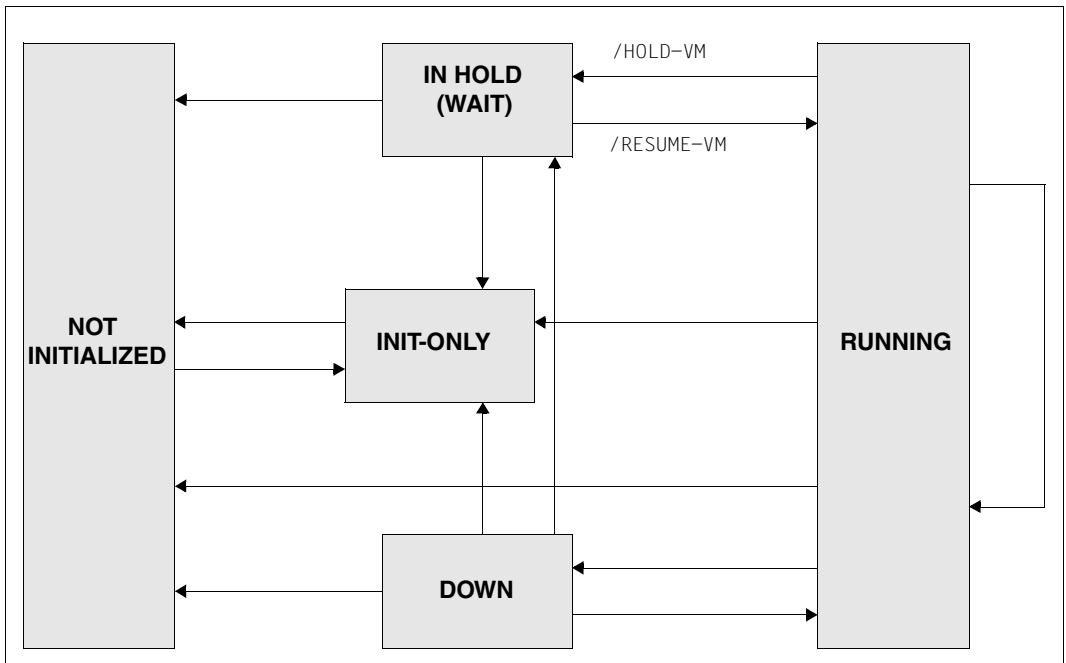 /HOLD-VM
IN HOLD
(WAIT)
/RESUME-VM
NOT
INITIALIZED
INIT-ONLY
RUNNING
DOWN